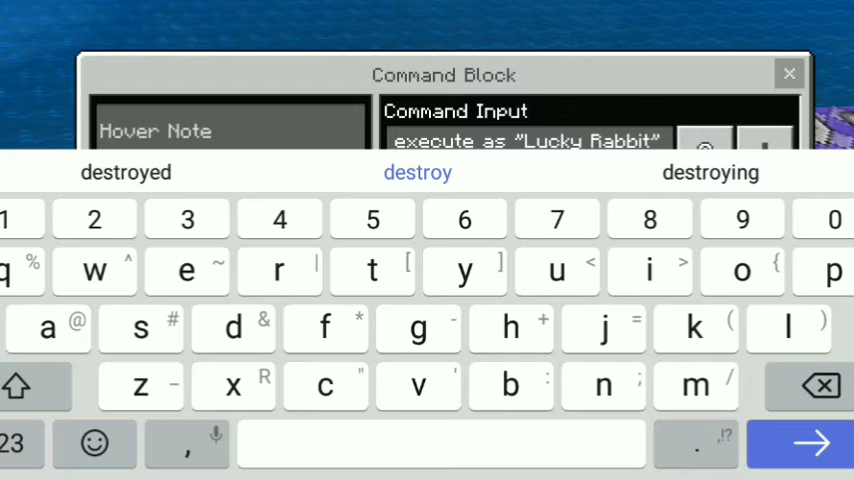 Command Block
Command Input
Hover Note
execute as "Lucky Rabbit"
destroyed destroy destroying
1 2 3 4 5 6 7 8 9 0
q % w ^ e ~ r | t [ y ] u < i > o { p
a @ s # d & f * g - h + j = k ( l )
z _ x R c " v ' b : n ; m /
23 , . ,!?